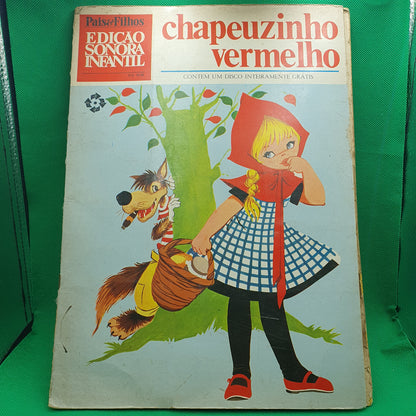 Pais&Filhos
EDIÇÃO
SONORA
INFANTIL
chapeuzinho
vermelho
CONTÉM UM DISCO INTEIRAMENTE GRÁTIS